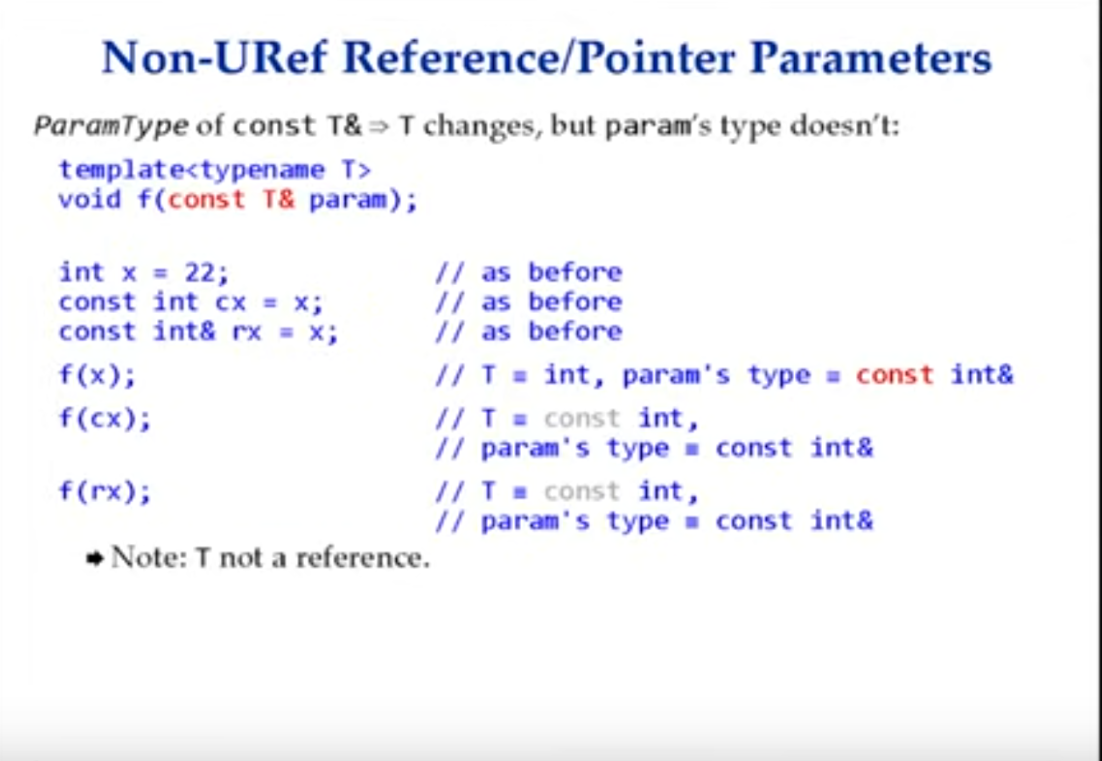 Non-URef Reference/Pointer Parameters
ParamType of const T& ⇒ T changes, but param's type doesn't:
template<typename T>
void f(const T& param);
int x = 22; // as before
const int cx = x; // as before
const int& rx = x; // as before
f(x); // T ≡ int, param's type ≡ const int&
f(cx); // T ≡ const int,
// param's type ≡ const int&
f(rx); // T ≡ const int,
// param's type ≡ const int&
➡ Note: T not a reference.